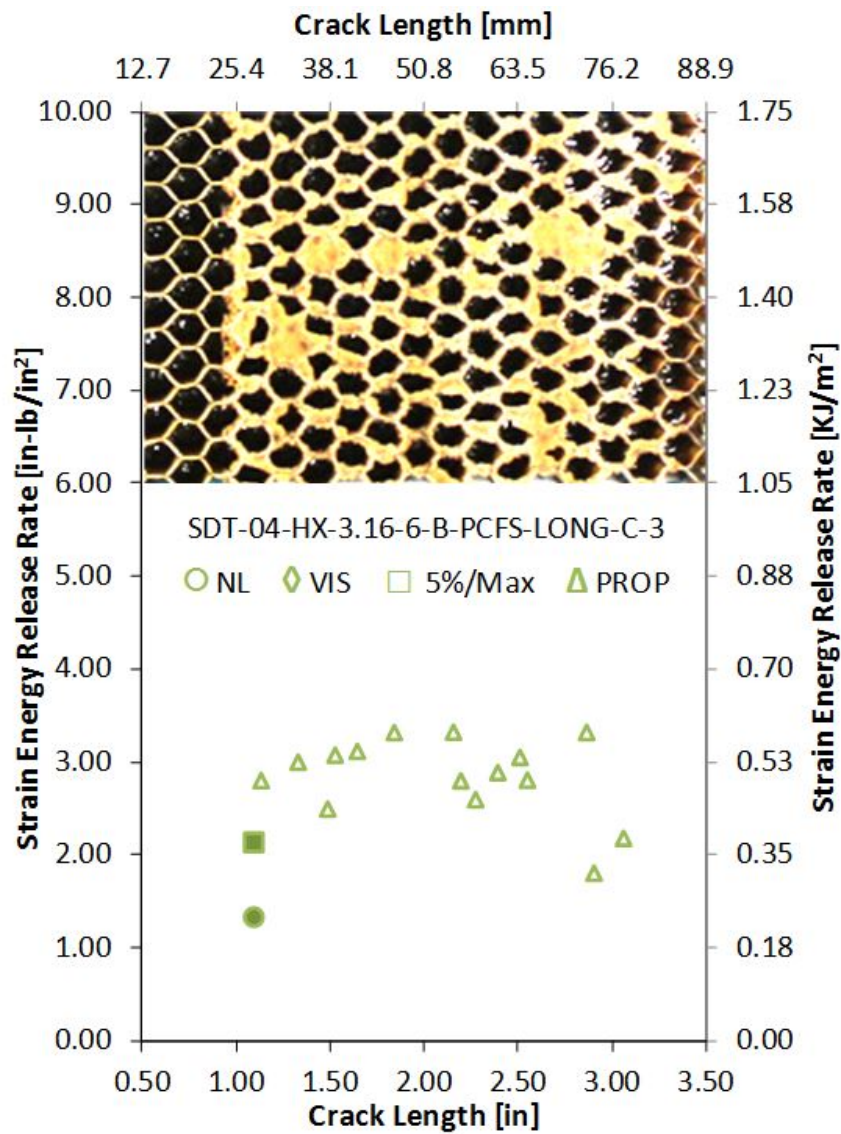 Crack Length [mm]
12.7 25.4 38.1 50.8 63.5 76.2 88.9
10.00 1.75
9.00 1.58
8.00 1.40
7.00 1.23
6.00 1.05
5.00 0.88
4.00 0.70
3.00 0.53
2.00 0.35
1.00 0.18
0.00 0.00
Strain Energy Release Rate [in-lb/in²]
Strain Energy Release Rate [KJ/m²]
SDT-04-HX-3.16-6-B-PCFS-LONG-C-3
NL VIS 5%/Max PROP
0.50 1.00 1.50 2.00 2.50 3.00 3.50
Crack Length [in]